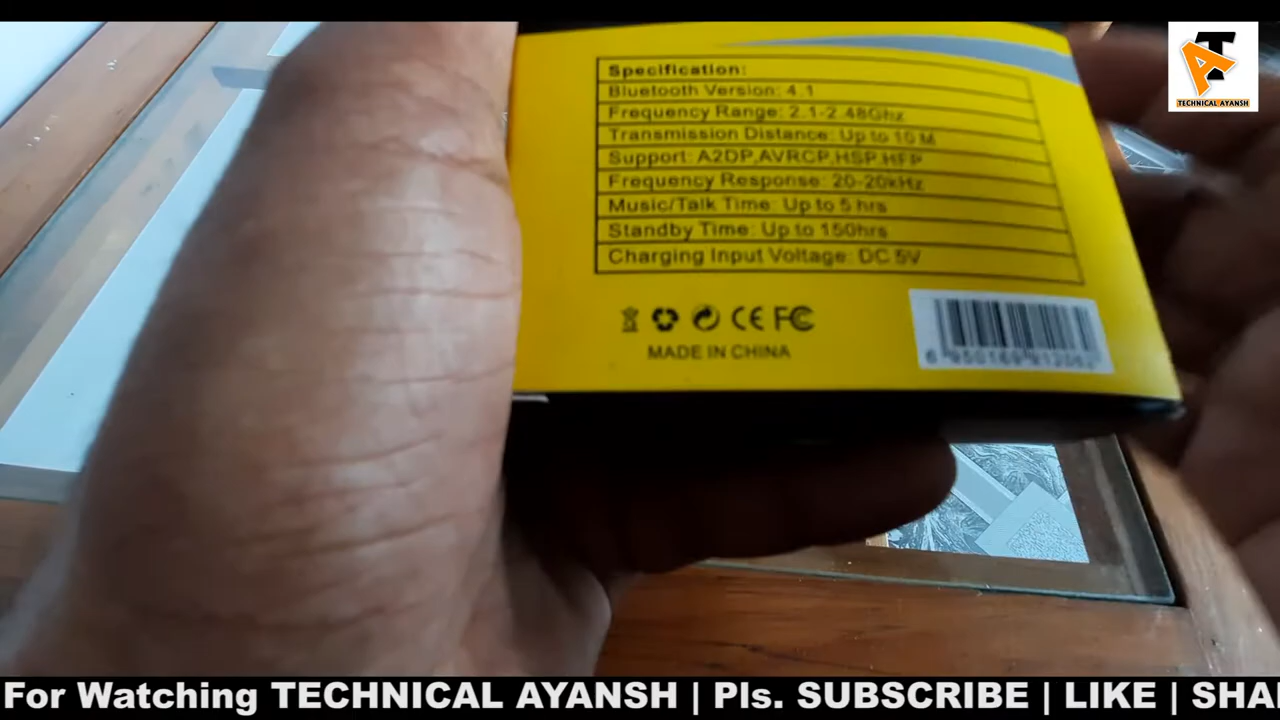 Specification:
Bluetooth Version: 4.1
Frequency Range: 2.1-2.48Ghz
Transmission Distance: Up to 10 M
Support: A2DP,AVRCP,HSP,HFP
Frequency Response: 20-20kHz
Music/Talk Time: Up to 5 hrs
Standby Time: Up to 150hrs
Charging Input Voltage: DC 5V
CE FC
MADE IN CHINA
AT
TECHNICAL AYANSH
For Watching TECHNICAL AYANSH | Pls. SUBSCRIBE | LIKE | SHA